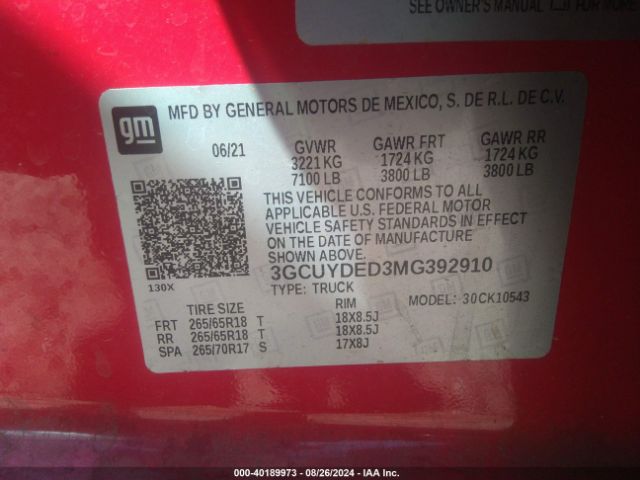 SEE OWNER'S MANUAL FOR MORE
gm
MFD BY GENERAL MOTORS DE MEXICO, S. DE R.L. DE C.V.
06/21 GVWR GAWR FRT GAWR RR
3221 KG 1724 KG 1724 KG
7100 LB 3800 LB 3800 LB
THIS VEHICLE CONFORMS TO ALL
APPLICABLE U.S. FEDERAL MOTOR
VEHICLE SAFETY STANDARDS IN EFFECT
ON THE DATE OF MANUFACTURE
SHOWN ABOVE.
3GCUYDED3MG392910
130X TYPE: TRUCK MODEL: 30CK10543
TIRE SIZE RIM
FRT 265/65R18 T 18X8.5J
RR 265/65R18 T 18X8.5J
SPA 265/70R17 S 17X8J
000-40189973 - 08/26/2024 - IAA Inc.